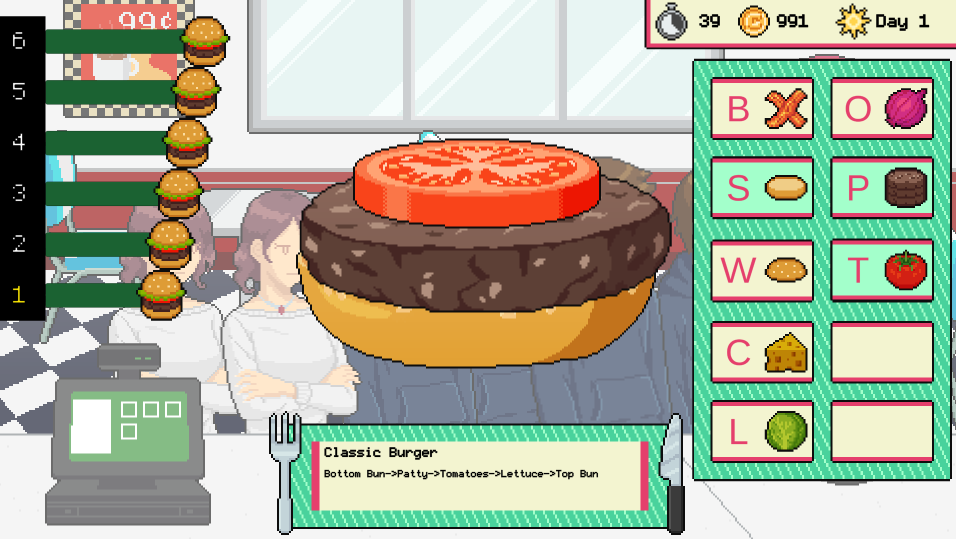 99¢
39 991 Day 1
6
5
4
3
2
1
B O
S P
W T
C
L
Classic Burger
Bottom Bun->Patty->Tomatoes->Lettuce->Top Bun